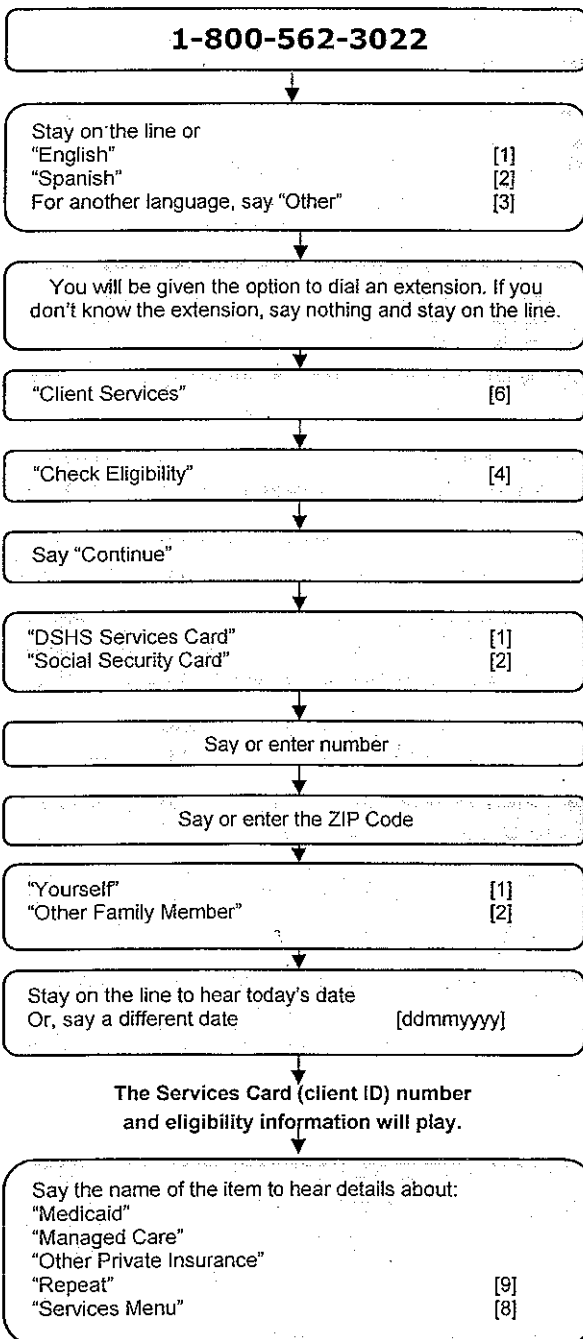 1-800-562-3022
Stay on the line or
“English” [1]
“Spanish” [2]
For another language, say “Other” [3]
You will be given the option to dial an extension. If you
don’t know the extension, say nothing and stay on the line.
“Client Services” [6]
“Check Eligibility” [4]
Say “Continue”
“DSHS Services Card” [1]
“Social Security Card” [2]
Say or enter number
Say or enter the ZIP Code
“Yourself” [1]
“Other Family Member” [2]
Stay on the line to hear today’s date
Or, say a different date [ddmmyyyy]
The Services Card (client ID) number
and eligibility information will play.
Say the name of the item to hear details about:
“Medicaid”
“Managed Care”
“Other Private Insurance”
“Repeat” [9]
“Services Menu” [8]